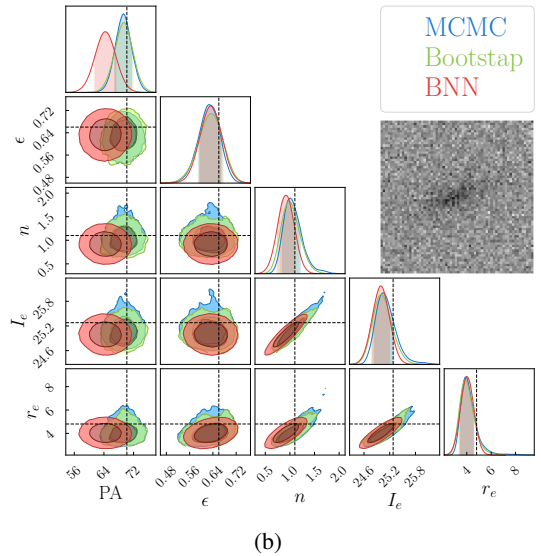 MCMC
Bootstap
BNN
ϵ
0.72
0.64
0.56
0.48
n
2.0
1.5
1.0
0.5
I_e
25.8
25.2
24.6
r_e
8
6
4
56 64 72
0.48 0.56 0.64 0.72
0.5 1.0 1.5 2.0
24.6 25.2 25.8
4 6 8
PA ϵ n I_e r_e
(b)